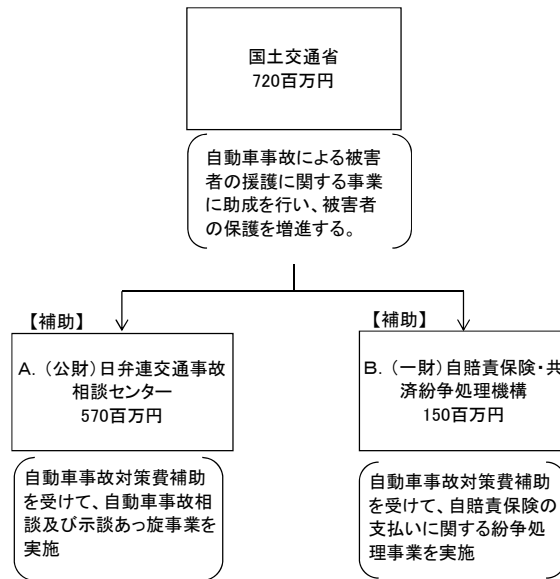 国土交通省
720百万円
自動車事故による被害
者の援護に関する事業
に助成を行い、被害者
の保護を増進する。
【補助】
A.（公財）日弁連交通事故
相談センター
570百万円
自動車事故対策費補助
を受けて、自動車事故相
談及び示談あっ旋事業を
実施
【補助】
B.（一財）自賠責保険・共
済紛争処理機構
150百万円
自動車事故対策費補助
を受けて、自賠責保険の
支払いに関する紛争処
理事業を実施